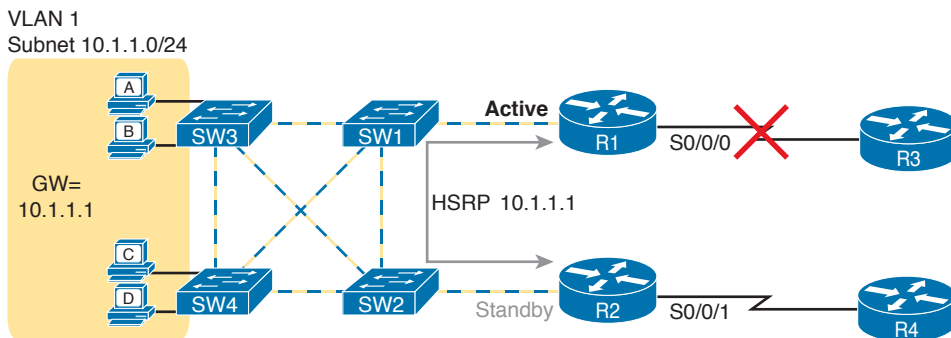 VLAN 1
Subnet 10.1.1.0/24
A
B
GW=
10.1.1.1
C
D
SW3
SW1
SW4
SW2
Active
HSRP 10.1.1.1
Standby
R1
S0/0/0
R3
R2
S0/0/1
R4